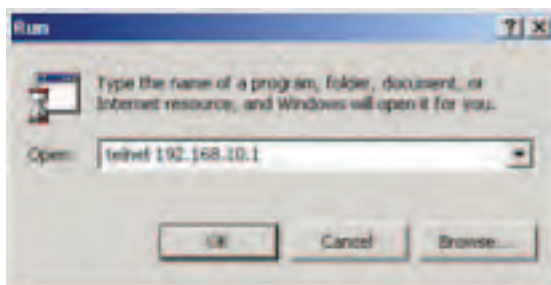 Run
Type the name of a program, folder, document, or
Internet resource, and Windows will open it for you.
Open: telnet 192.168.10.1
OK Cancel Browse...